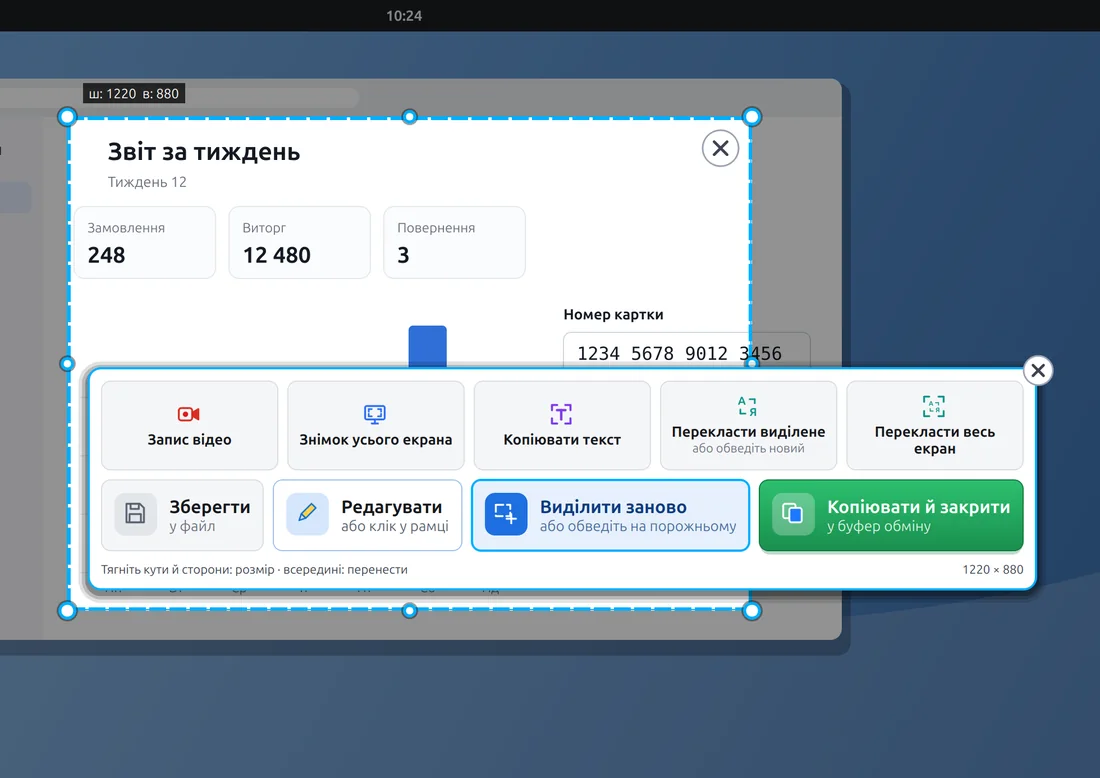 10:24
ш: 1220 в: 880
Звіт за тиждень
Тиждень 12
Замовлення
248
Виторг
12 480
Повернення
3
Номер картки
1234 5678 9012 3456
Запис відео
Знімок усього екрана
Копіювати текст
Перекласти виділене
або обведіть новий
Перекласти весь
екран
Зберегти
у файл
Редагувати
або клік у рамці
Виділити заново
або обведіть на порожньому
Копіювати й закрити
у буфер обміну
Тягніть кути й сторони: розмір · всередині: перенести
1220 × 880